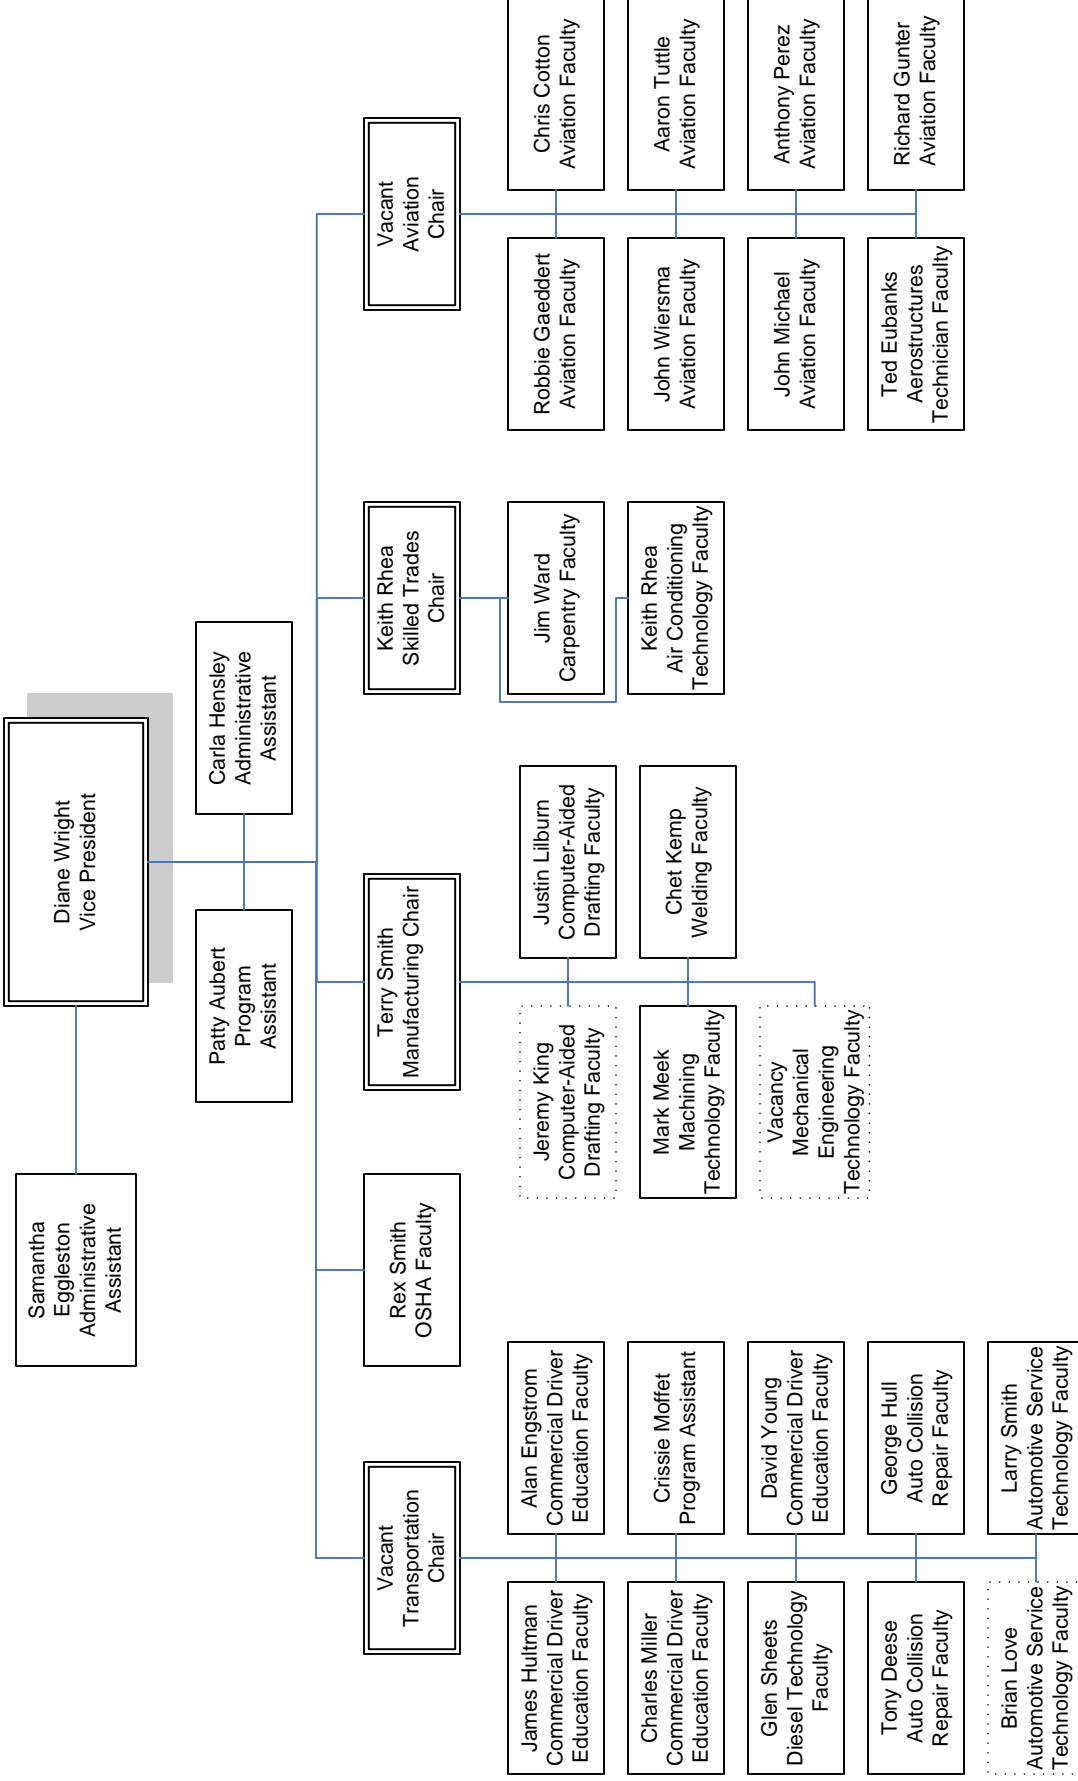 Diane Wright
Vice President
Samantha
Eggleston
Administrative
Assistant
Patty Aubert
Program
Assistant
Carla Hensley
Administrative
Assistant
Vacant
Transportation
Chair
Rex Smith
OSHA Faculty
Terry Smith
Manufacturing Chair
Keith Rhea
Skilled Trades
Chair
Vacant
Aviation
Chair
James Hultman
Commercial Driver
Education Faculty
Alan Engstrom
Commercial Driver
Education Faculty
Charles Miller
Commercial Driver
Education Faculty
Crissie Moffet
Program Assistant
Glen Sheets
Diesel Technology
Faculty
David Young
Commercial Driver
Education Faculty
Tony Deese
Auto Collision
Repair Faculty
George Hull
Auto Collision
Repair Faculty
Brian Love
Automotive Service
Technology Faculty
Larry Smith
Automotive Service
Technology Faculty
Jeremy King
Computer-Aided
Drafting Faculty
Justin Lilburn
Computer-Aided
Drafting Faculty
Mark Meek
Machining
Technology Faculty
Chet Kemp
Welding Faculty
Vacancy
Mechanical
Engineering
Technology Faculty
Jim Ward
Carpentry Faculty
Keith Rhea
Air Conditioning
Technology Faculty
Robbie Gaeddert
Aviation Faculty
Chris Cotton
Aviation Faculty
John Wiersma
Aviation Faculty
Aaron Tuttle
Aviation Faculty
John Michael
Aviation Faculty
Anthony Perez
Aviation Faculty
Ted Eubanks
Aerostructures
Technician Faculty
Richard Gunter
Aviation Faculty